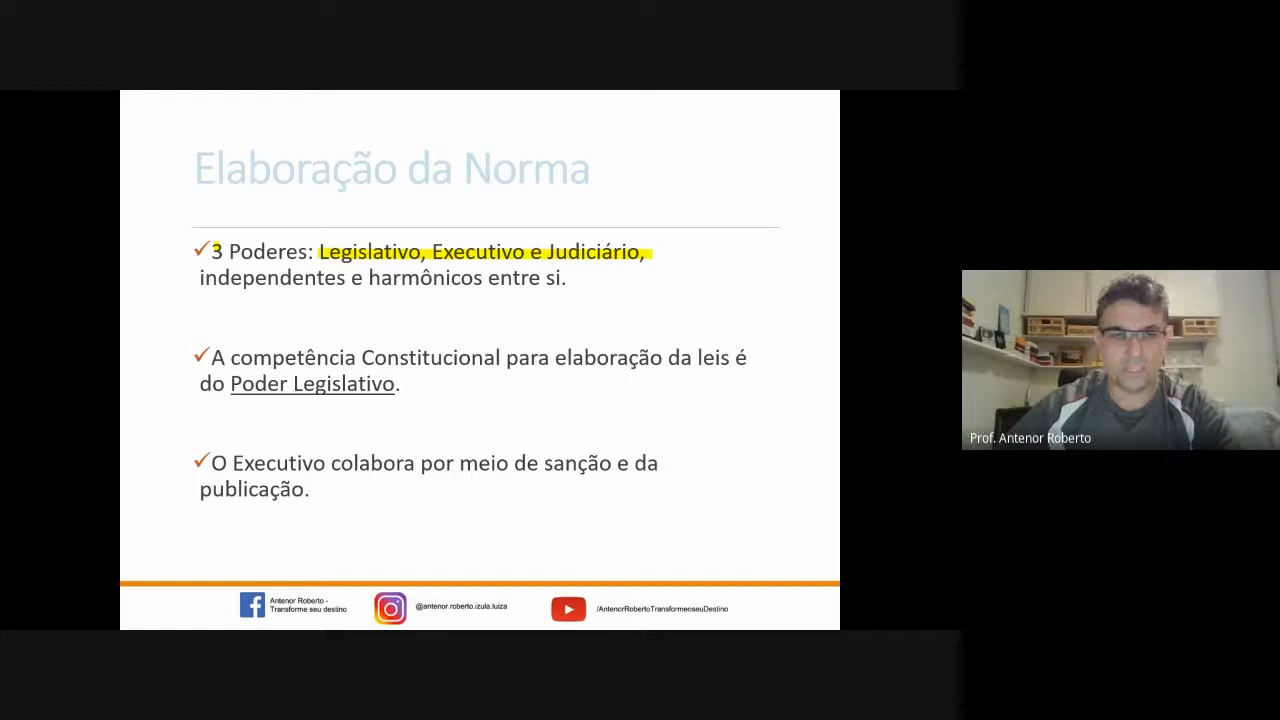 Elaboração da Norma
✓3 Poderes: Legislativo, Executivo e Judiciário,
independentes e harmônicos entre si.
✓A competência Constitucional para elaboração da leis é
do Poder Legislativo.
✓O Executivo colabora por meio de sanção e da
publicação.
Antenor Roberto -
Transforme seu destino
@antenor.roberto.izula.luiza
/AntenorRobertoTransformeoseuDestino
Prof. Antenor Roberto